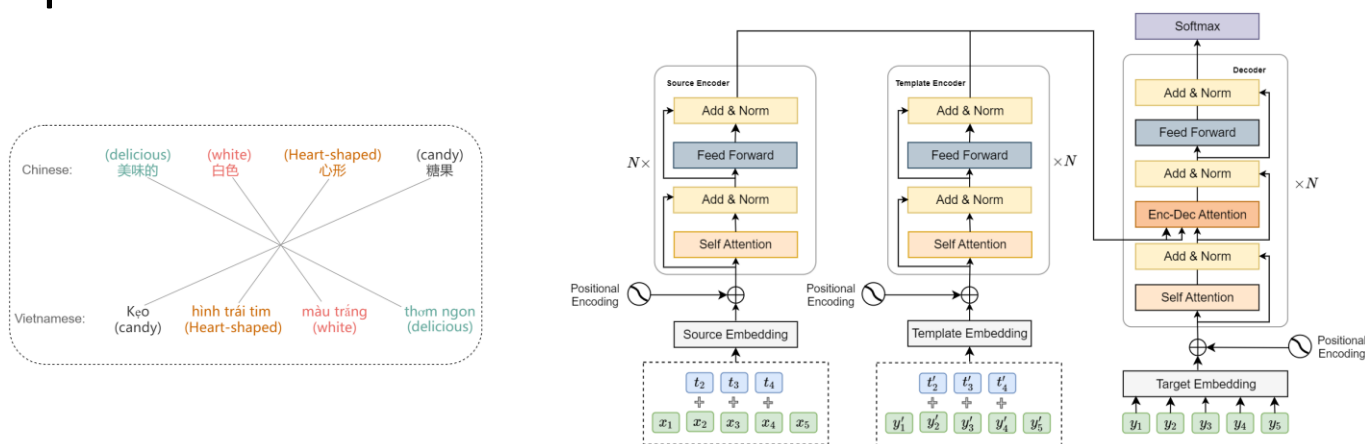 Chinese:
(delicious)
美味的
(white)
白色
(Heart-shaped)
心形
(candy)
糖果
Vietnamese:
Kẹo
(candy)
hình trái tim
(Heart-shaped)
màu trắng
(white)
thơm ngon
(delicious)
Source Encoder
Add & Norm
Feed Forward
N×
Add & Norm
Self Attention
Positional
Encoding
Source Embedding
t₂ t₃ t₄
x₁ x₂ x₃ x₄ x₅
Template Encoder
Add & Norm
Feed Forward
×N
Add & Norm
Self Attention
Positional
Encoding
Template Embedding
t′₂ t′₃ t′₄
y′₁ y′₂ y′₃ y′₄ y′₅
Softmax
Decoder
Add & Norm
Feed Forward
Add & Norm
×N
Enc-Dec Attention
Add & Norm
Self Attention
Positional
Encoding
Target Embedding
y₁ y₂ y₃ y₄ y₅